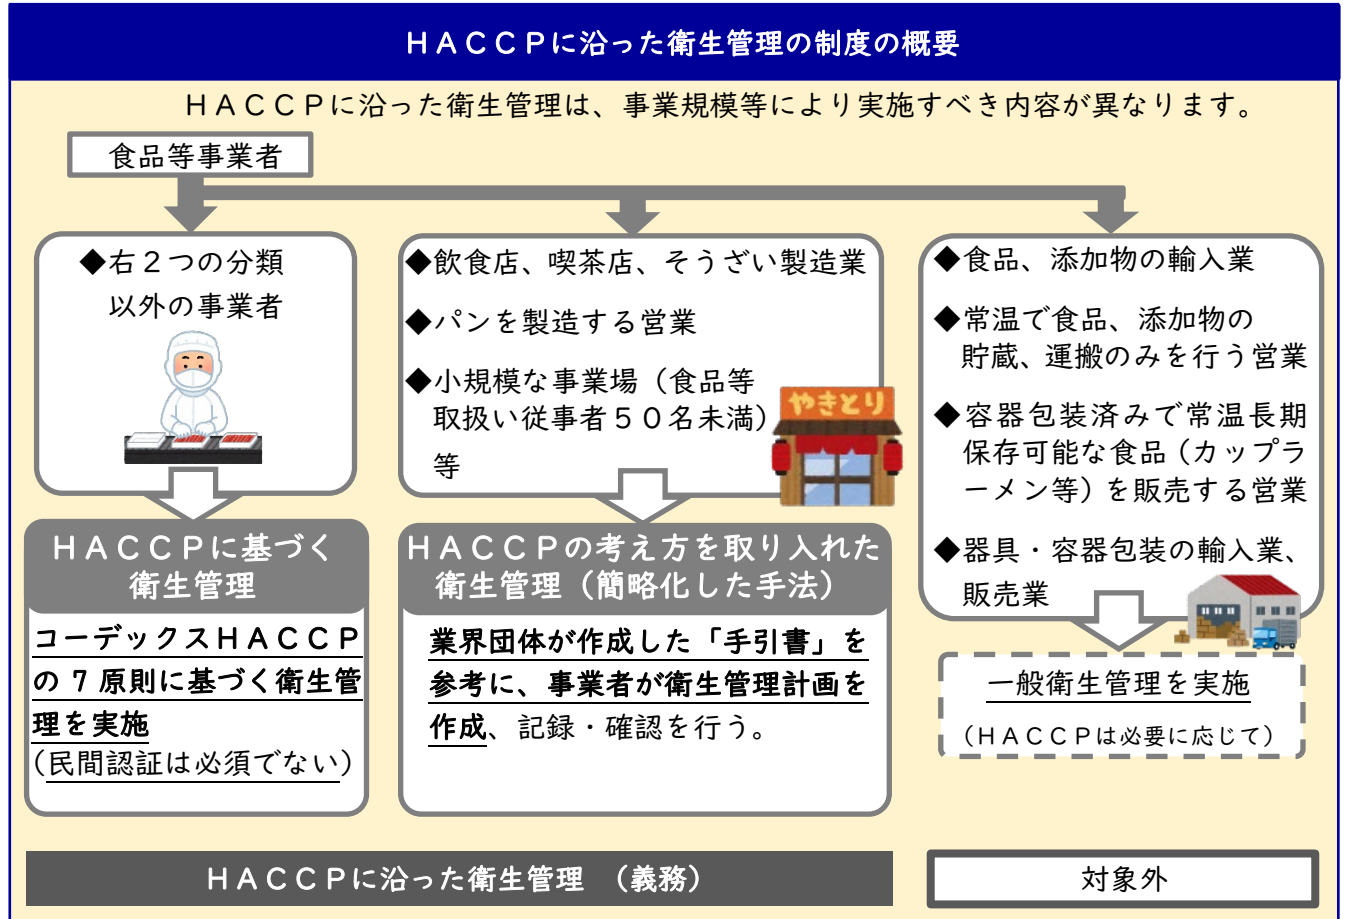 ＨＡＣＣＰに沿った衛生管理の制度の概要
ＨＡＣＣＰに沿った衛生管理は、事業規模等により実施すべき内容が異なります。
食品等事業者
◆右２つの分類
以外の事業者
ＨＡＣＣＰに基づく
衛生管理
コーデックスＨＡＣＣＰ
の７原則に基づく衛生管
理を実施
（民間認証は必須でない）
◆飲食店、喫茶店、そうざい製造業
◆パンを製造する営業
◆小規模な事業場（食品等
取扱い従事者５０名未満）
等
やきとり
ＨＡＣＣＰの考え方を取り入れた
衛生管理（簡略化した手法）
業界団体が作成した「手引書」を
参考に、事業者が衛生管理計画を
作成、記録・確認を行う。
◆食品、添加物の輸入業
◆常温で食品、添加物の
貯蔵、運搬のみを行う営業
◆容器包装済みで常温長期
保存可能な食品（カップラ
ーメン等）を販売する営業
◆器具・容器包装の輸入業、
販売業
一般衛生管理を実施
（ＨＡＣＣＰは必要に応じて）
ＨＡＣＣＰに沿った衛生管理　（義務）
対象外